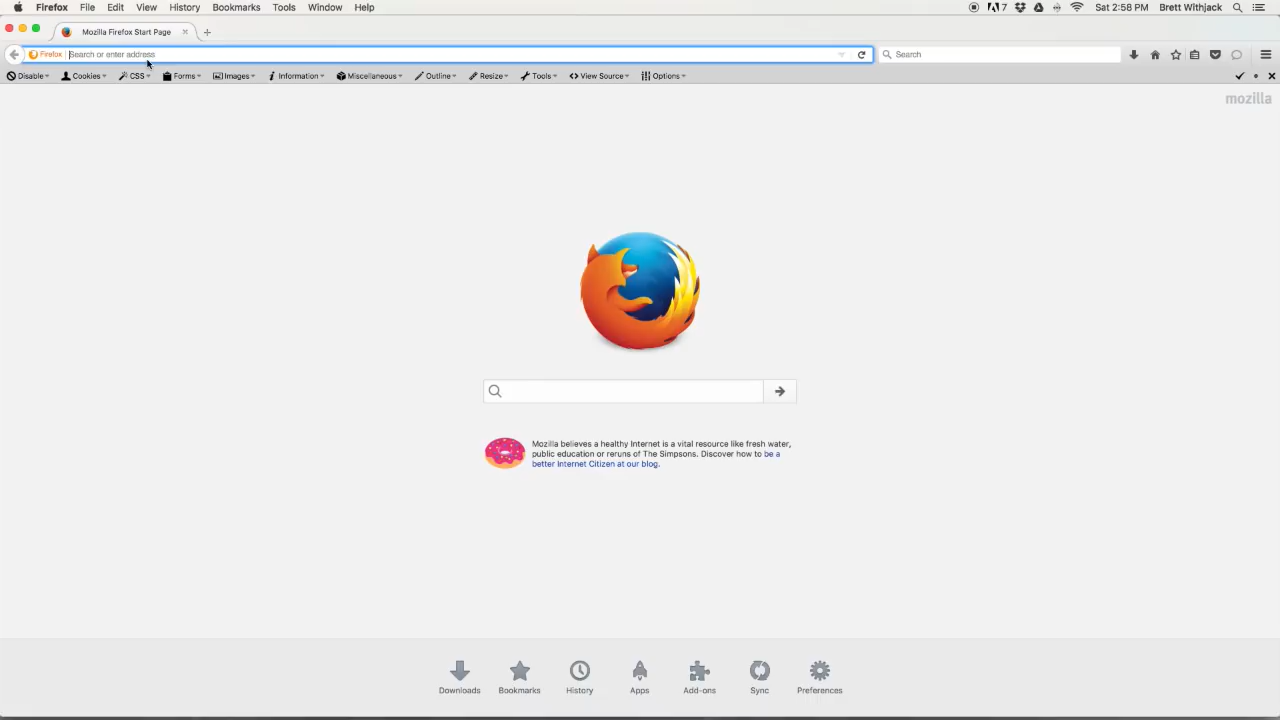 Firefox File Edit View History Bookmarks Tools Window Help 7 Sat 2:58 PM Brett Withjack
Mozilla Firefox Start Page
Firefox Search or enter address Search
Disable Cookies CSS Forms Images Information Miscellaneous Outline Resize Tools View Source Options
mozilla
Mozilla believes a healthy Internet is a vital resource like fresh water,
public education or reruns of The Simpsons. Discover how to be a
better Internet Citizen at our blog.
Downloads Bookmarks History Apps Add-ons Sync Preferences